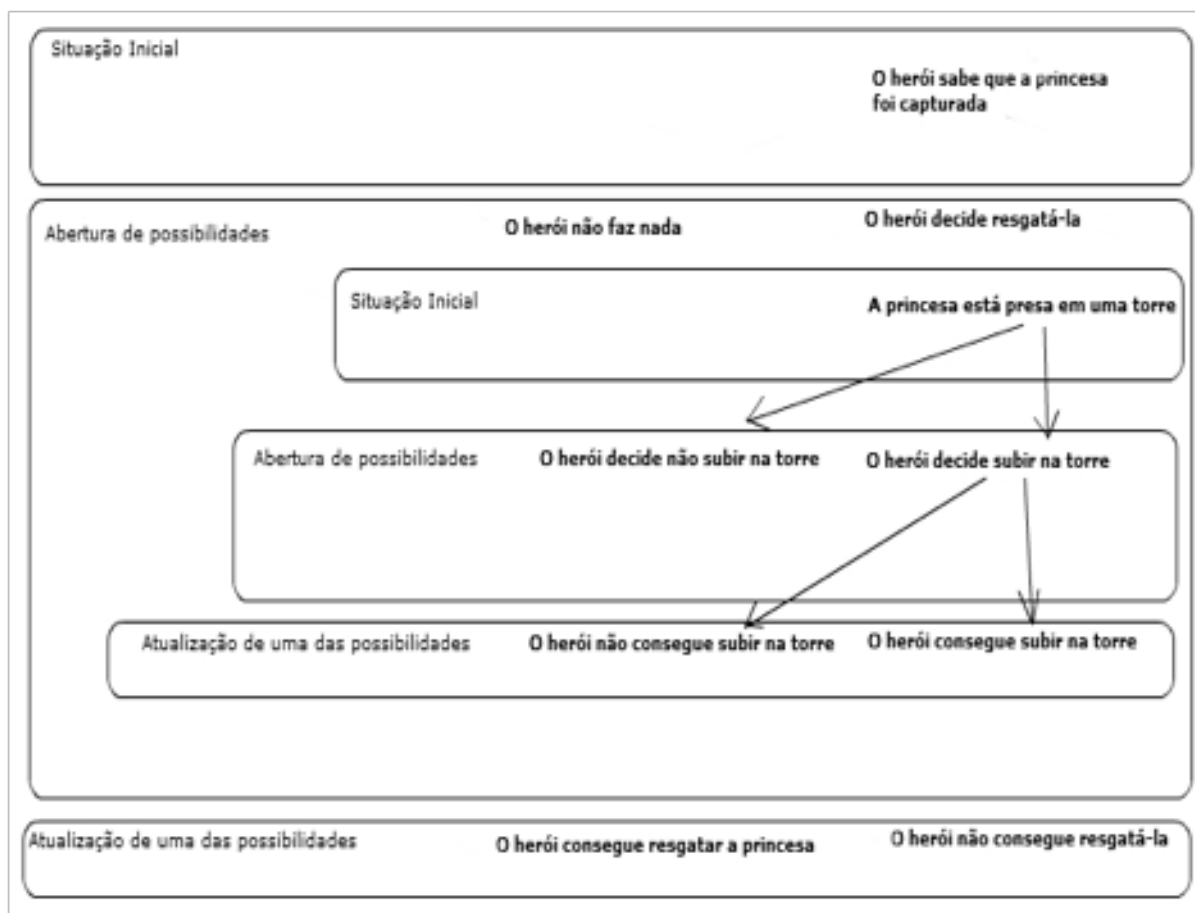 Situação Inicial
O herói sabe que a princesa
foi capturada
Abertura de possibilidades
O herói não faz nada
O herói decide resgatá-la
Situação Inicial
A princesa está presa em uma torre
Abertura de possibilidades
O herói decide não subir na torre
O herói decide subir na torre
Atualização de uma das possibilidades
O herói não consegue subir na torre
O herói consegue subir na torre
Atualização de uma das possibilidades
O herói consegue resgatar a princesa
O herói não consegue resgatá-la